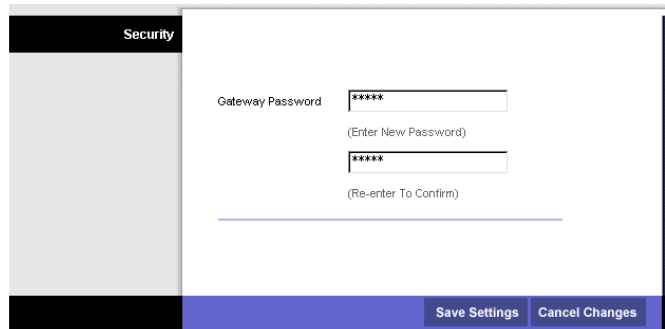 Security
Gateway Password
*****
(Enter New Password)
*****
(Re-enter To Confirm)
Save Settings Cancel Changes